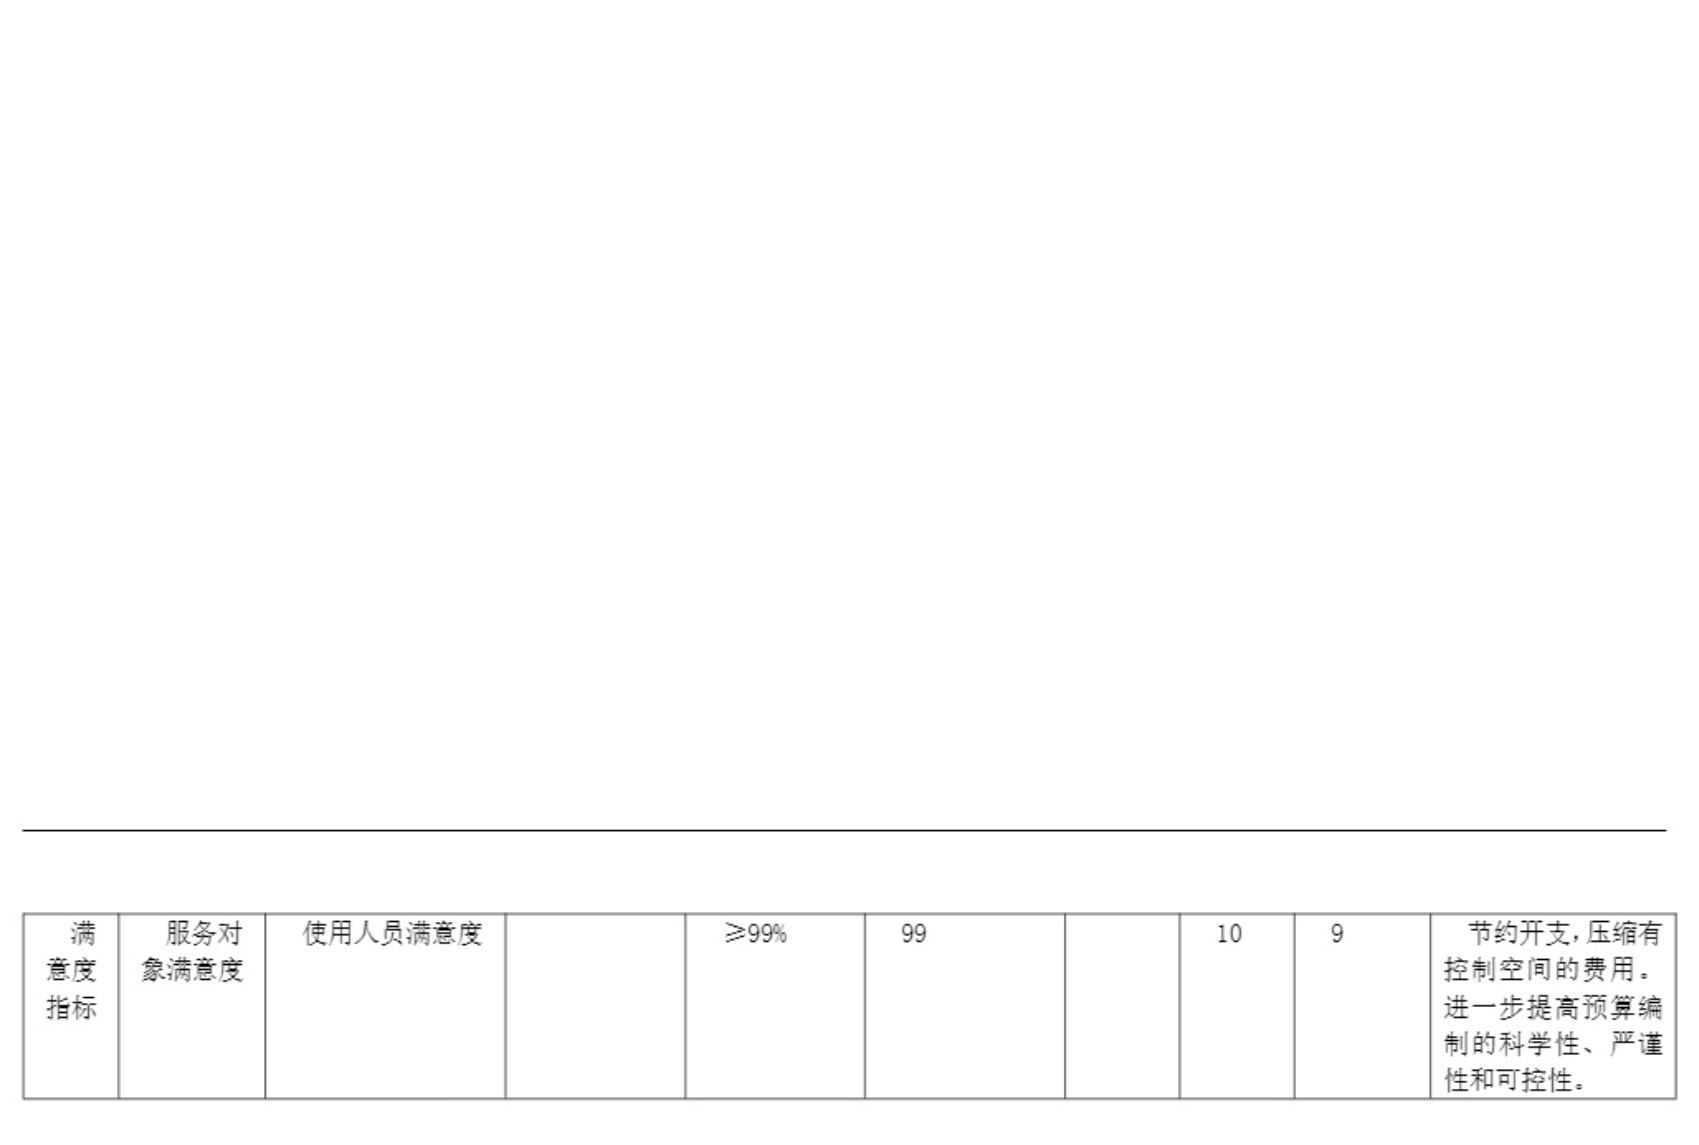 满
意度
指标
服务对
象满意度
使用人员满意度
≥99%
99
10
9
节约开支，压缩有
控制空间的费用。
进一步提高预算编
制的科学性、严谨
性和可控性。